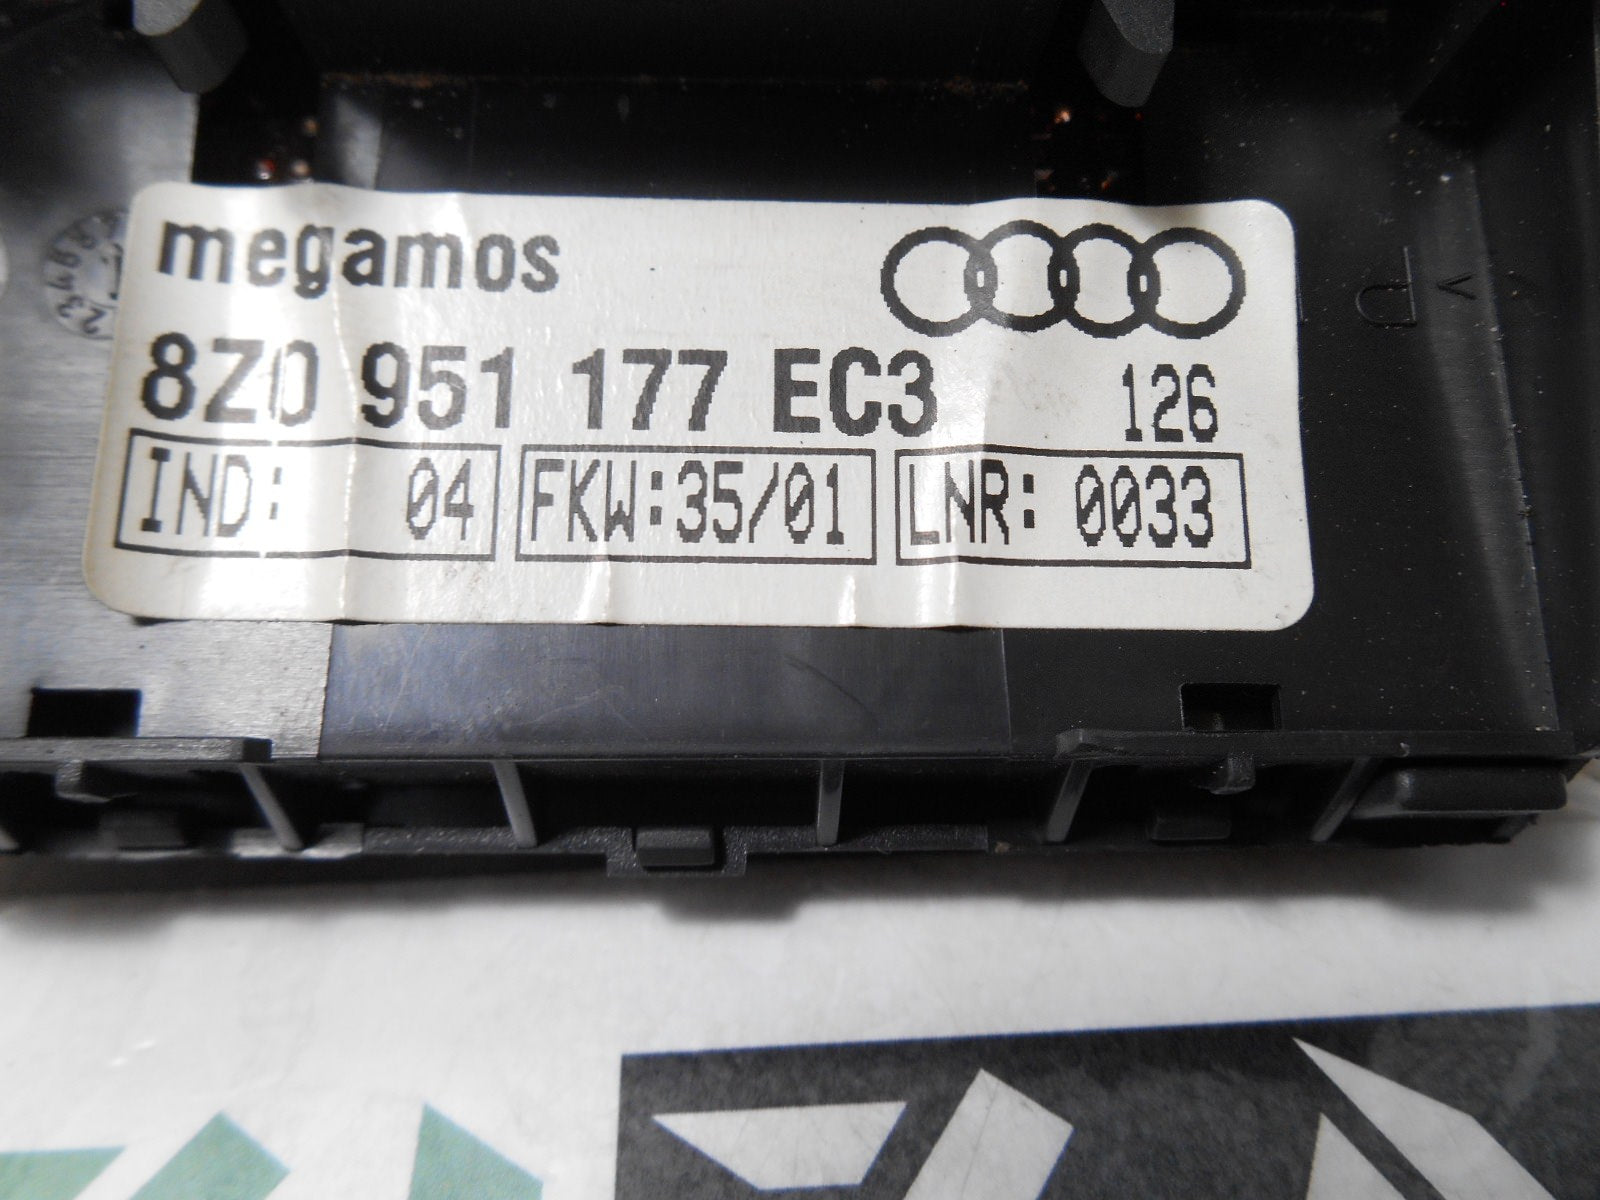 megamos
8Z0 951 177 EC3 126
IND: 04 FKW:35/01 LNR: 0033